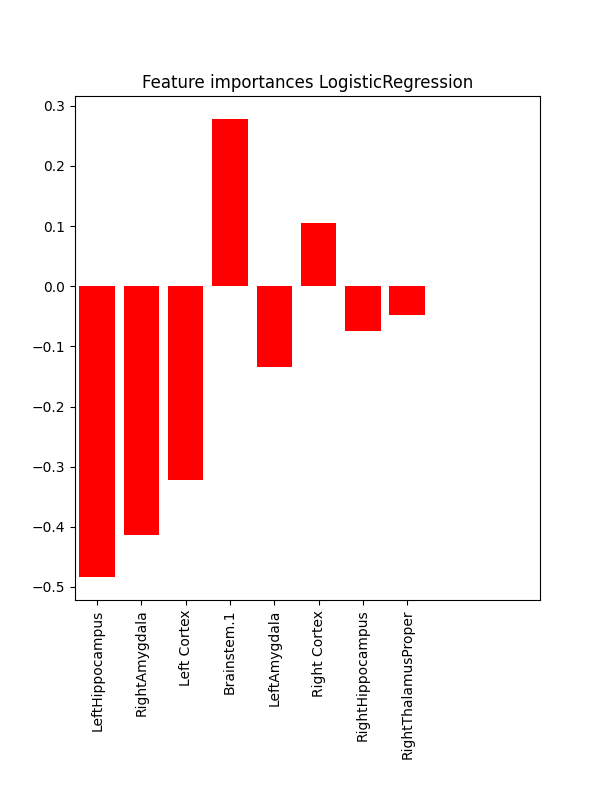 Feature importances LogisticRegression
0.3
0.2
0.1
0.0
−0.1
−0.2
−0.3
−0.4
−0.5
LeftHippocampus
RightAmygdala
Left Cortex
Brainstem.1
LeftAmygdala
Right Cortex
RightHippocampus
RightThalamusProper